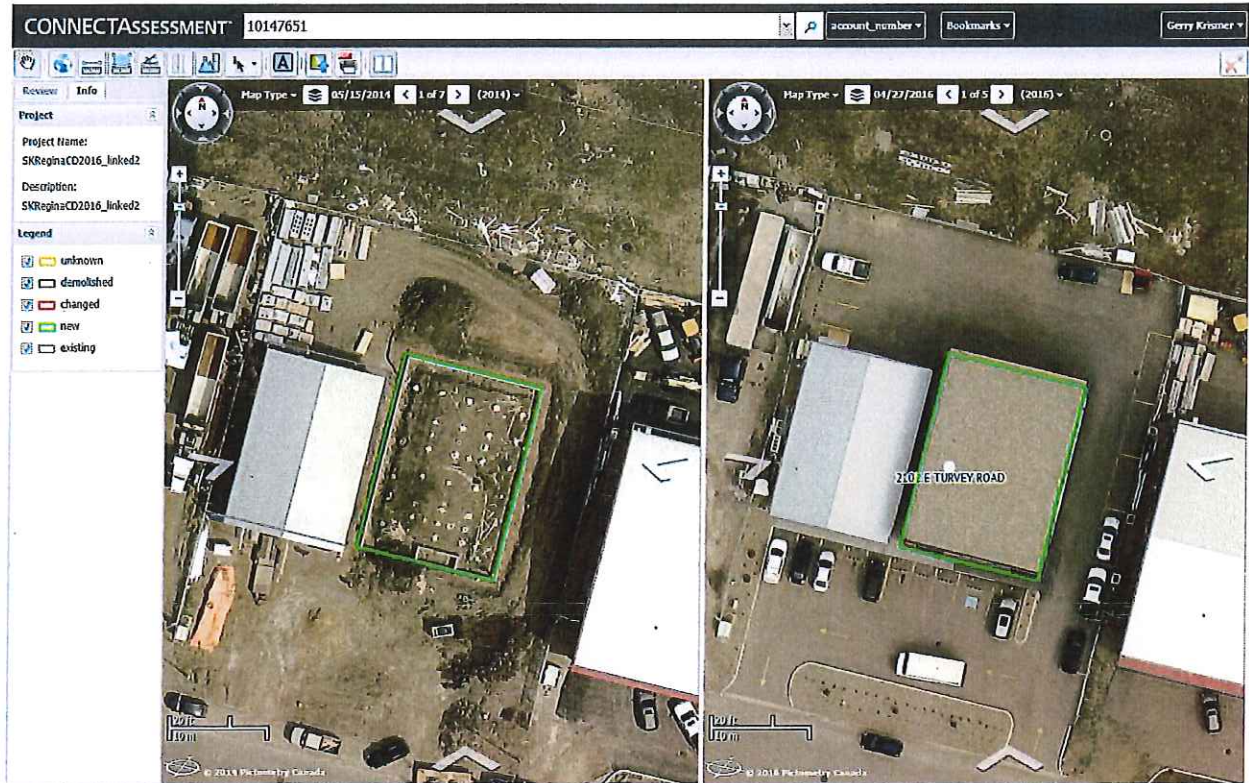 CONNECTASSESSMENT™ 10147651 account_number Bookmarks Gerry Krismer
Review Info
Project
Project Name:
SKReginaCD2016_linked2
Description:
SKReginaCD2016_linked2
Legend
unknown
demolished
changed
new
existing
Map Type 05/15/2014 1 of 7 (2014)
N
20 ft
10 m
© 2014 Pictometry Canada
Map Type 04/27/2016 1 of 5 (2016)
N
E TURVEY ROAD
20 ft
10 m
© 2016 Pictometry Canada